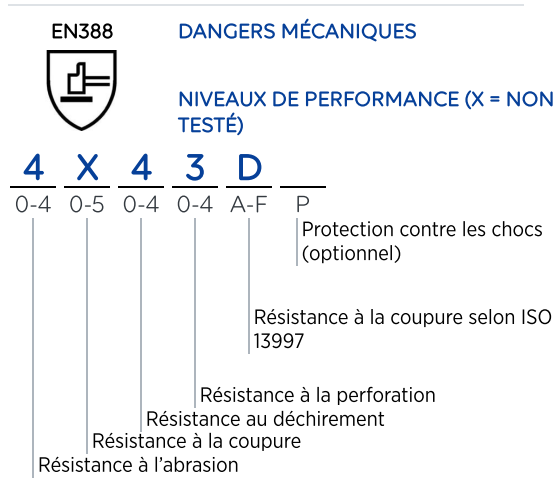 EN388
DANGERS MÉCANIQUES
NIVEAUX DE PERFORMANCE (X = NON
TESTÉ)
4 X 4 3 D
0-4 0-5 0-4 0-4 A-F P
Protection contre les chocs
(optionnel)
Résistance à la coupure selon ISO
13997
Résistance à la perforation
Résistance au déchirement
Résistance à la coupure
Résistance à l'abrasion